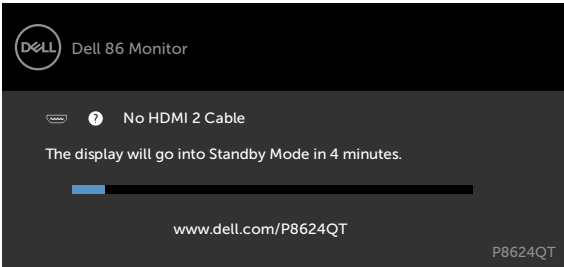 DELL
Dell 86 Monitor
? No HDMI 2 Cable
The display will go into Standby Mode in 4 minutes.
www.dell.com/P8624QT
P8624QT